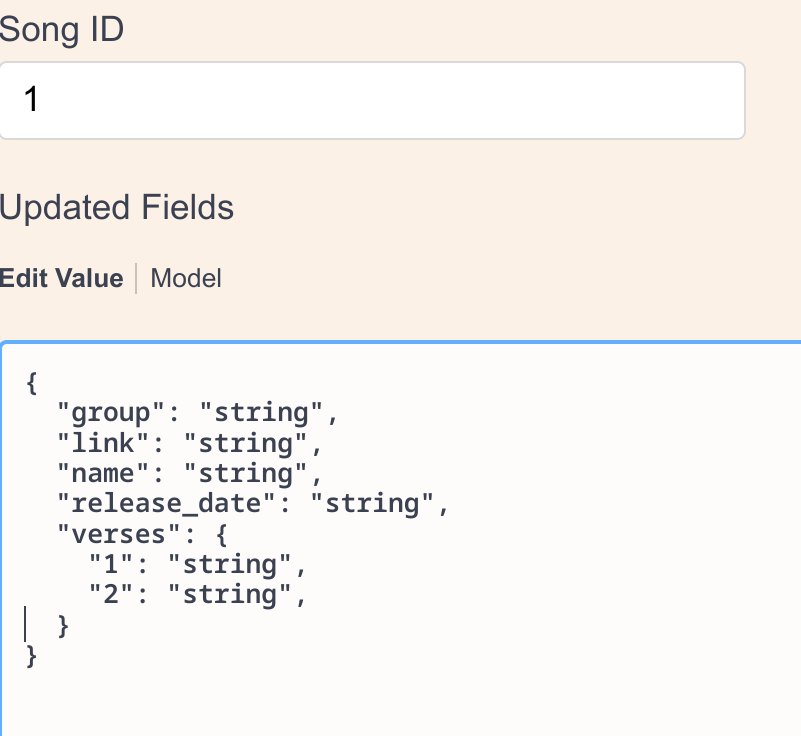 Song ID
1
Updated Fields
Edit Value | Model
{
  "group": "string",
  "link": "string",
  "name": "string",
  "release_date": "string",
  "verses": {
    "1": "string",
    "2": "string",
  }
}